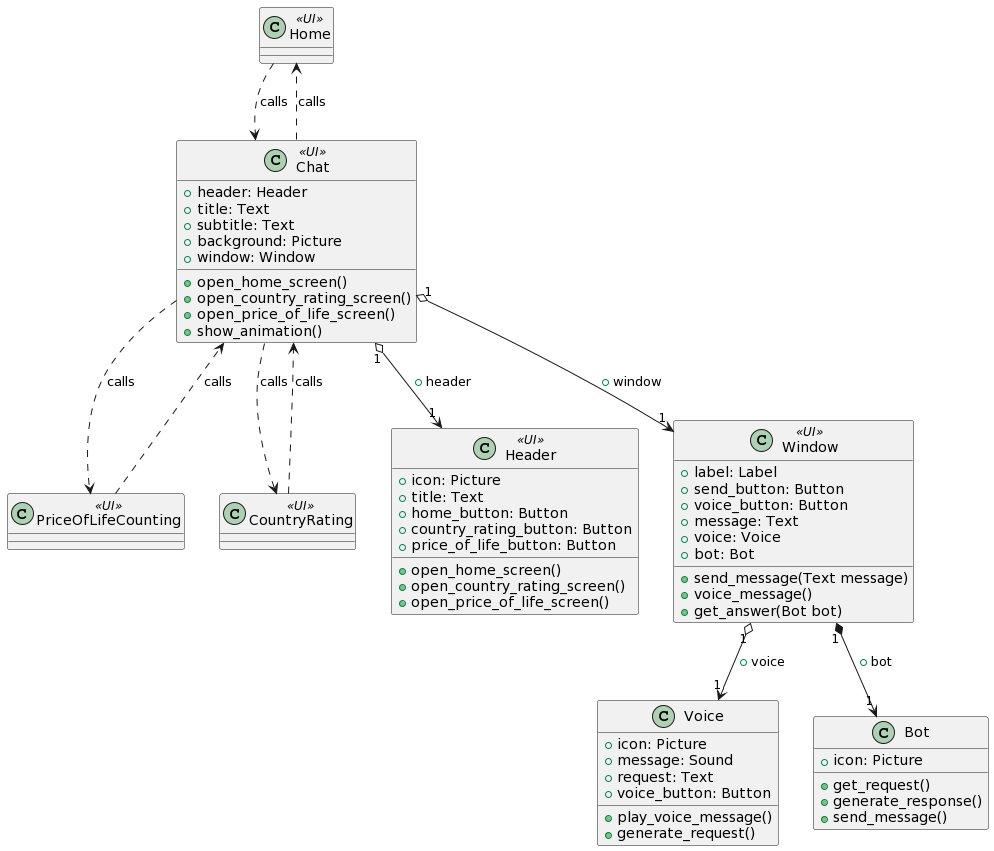 C «UI» Home
calls calls
C «UI» Chat
header: Header
title: Text
subtitle: Text
background: Picture
window: Window
open_home_screen()
open_country_rating_screen()
open_price_of_life_screen()
show_animation()
1
1
calls calls calls calls header window
1 1
C «UI» PriceOfLifeCounting
C «UI» CountryRating
C «UI» Header
icon: Picture
title: Text
home_button: Button
country_rating_button: Button
price_of_life_button: Button
open_home_screen()
open_country_rating_screen()
open_price_of_life_screen()
C «UI» Window
label: Label
send_button: Button
voice_button: Button
message: Text
voice: Voice
bot: Bot
send_message(Text message)
voice_message()
get_answer(Bot bot)
1 1
voice bot
1 1
C Voice
icon: Picture
message: Sound
request: Text
voice_button: Button
play_voice_message()
generate_request()
C Bot
icon: Picture
get_request()
generate_response()
send_message()